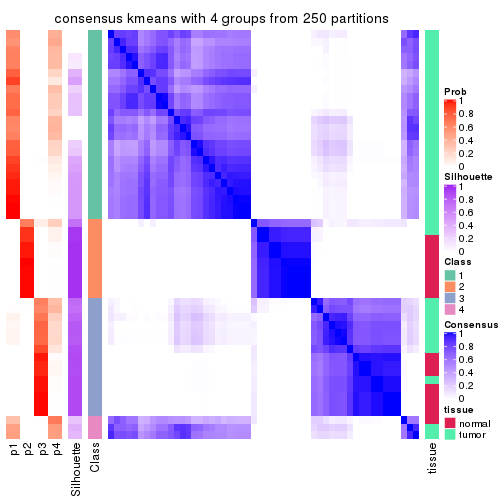 consensus kmeans with 4 groups from 250 partitions
Prob
1
0.8
0.6
0.4
0.2
0
Silhouette
1
0.8
0.6
0.4
0.2
0
Class
1
2
3
4
Consensus
1
0.8
0.6
0.4
0.2
0
tissue
normal
tumor
p1
p2
p3
p4
Silhouette
Class
tissue